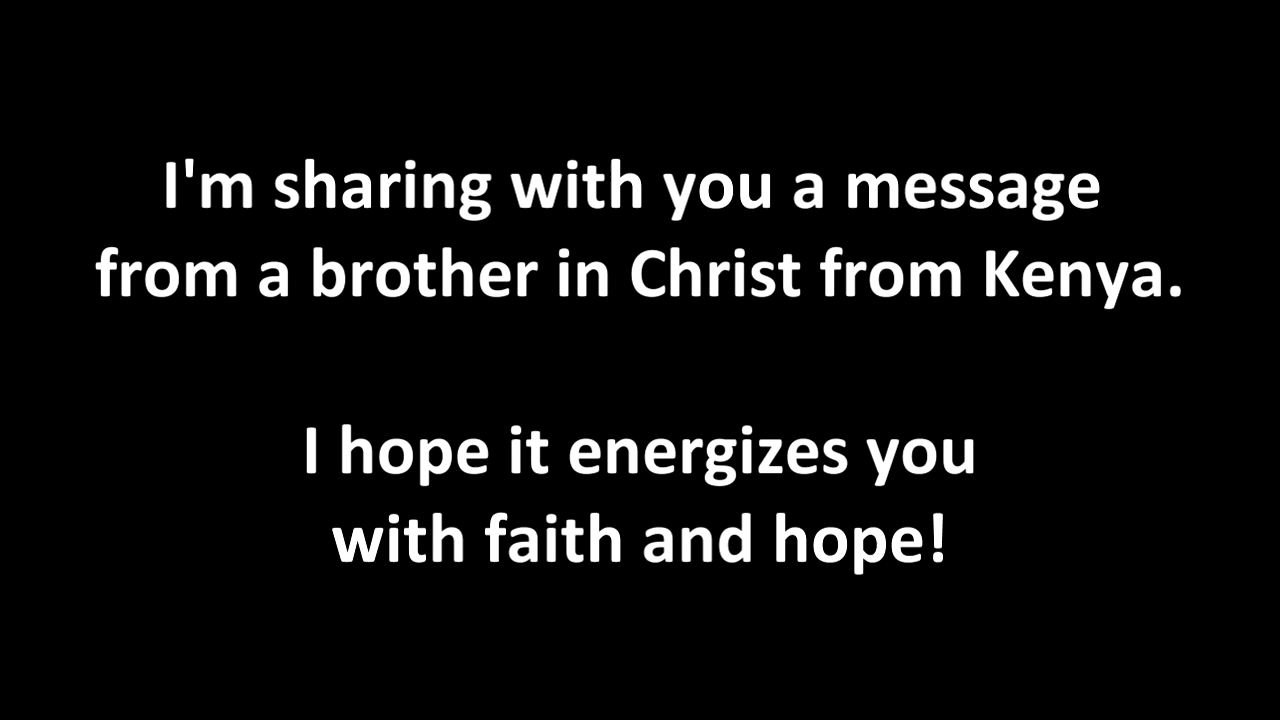 I'm sharing with you a message
from a brother in Christ from Kenya.
I hope it energizes you
with faith and hope!